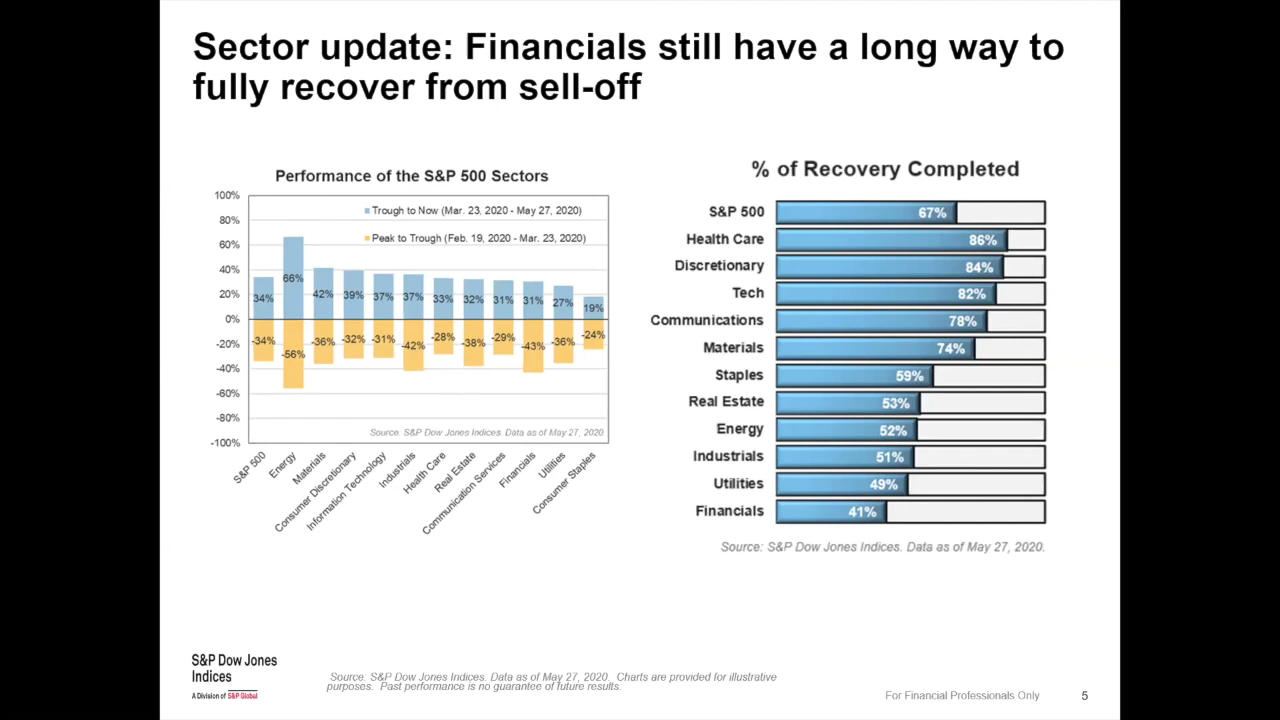 Sector update: Financials still have a long way to
fully recover from sell-off
Performance of the S&P 500 Sectors
100%
80%
60%
40%
20%
0%
-20%
-40%
-60%
-80%
-100%
Trough to Now (Mar. 23, 2020 - May 27, 2020)
Peak to Trough (Feb. 19, 2020 - Mar. 23, 2020)
34% 66% 42% 39% 37% 37% 33% 32% 31% 31% 27% 19%
-34% -56% -36% -32% -31% -42% -28% -38% -29% -43% -36% -24%
Source: S&P Dow Jones Indices. Data as of May 27, 2020.
S&P 500
Energy
Materials
Consumer Discretionary
Information Technology
Industrials
Health Care
Real Estate
Communication Services
Financials
Utilities
Consumer Staples
% of Recovery Completed
S&P 500 67%
Health Care 86%
Discretionary 84%
Tech 82%
Communications 78%
Materials 74%
Staples 59%
Real Estate 53%
Energy 52%
Industrials 51%
Utilities 49%
Financials 41%
Source: S&P Dow Jones Indices. Data as of May 27, 2020.
S&P Dow Jones
Indices
A Division of S&P Global
Source: S&P Dow Jones Indices. Data as of May 27, 2020. Charts are provided for illustrative
purposes. Past performance is no guarantee of future results.
For Financial Professionals Only
5